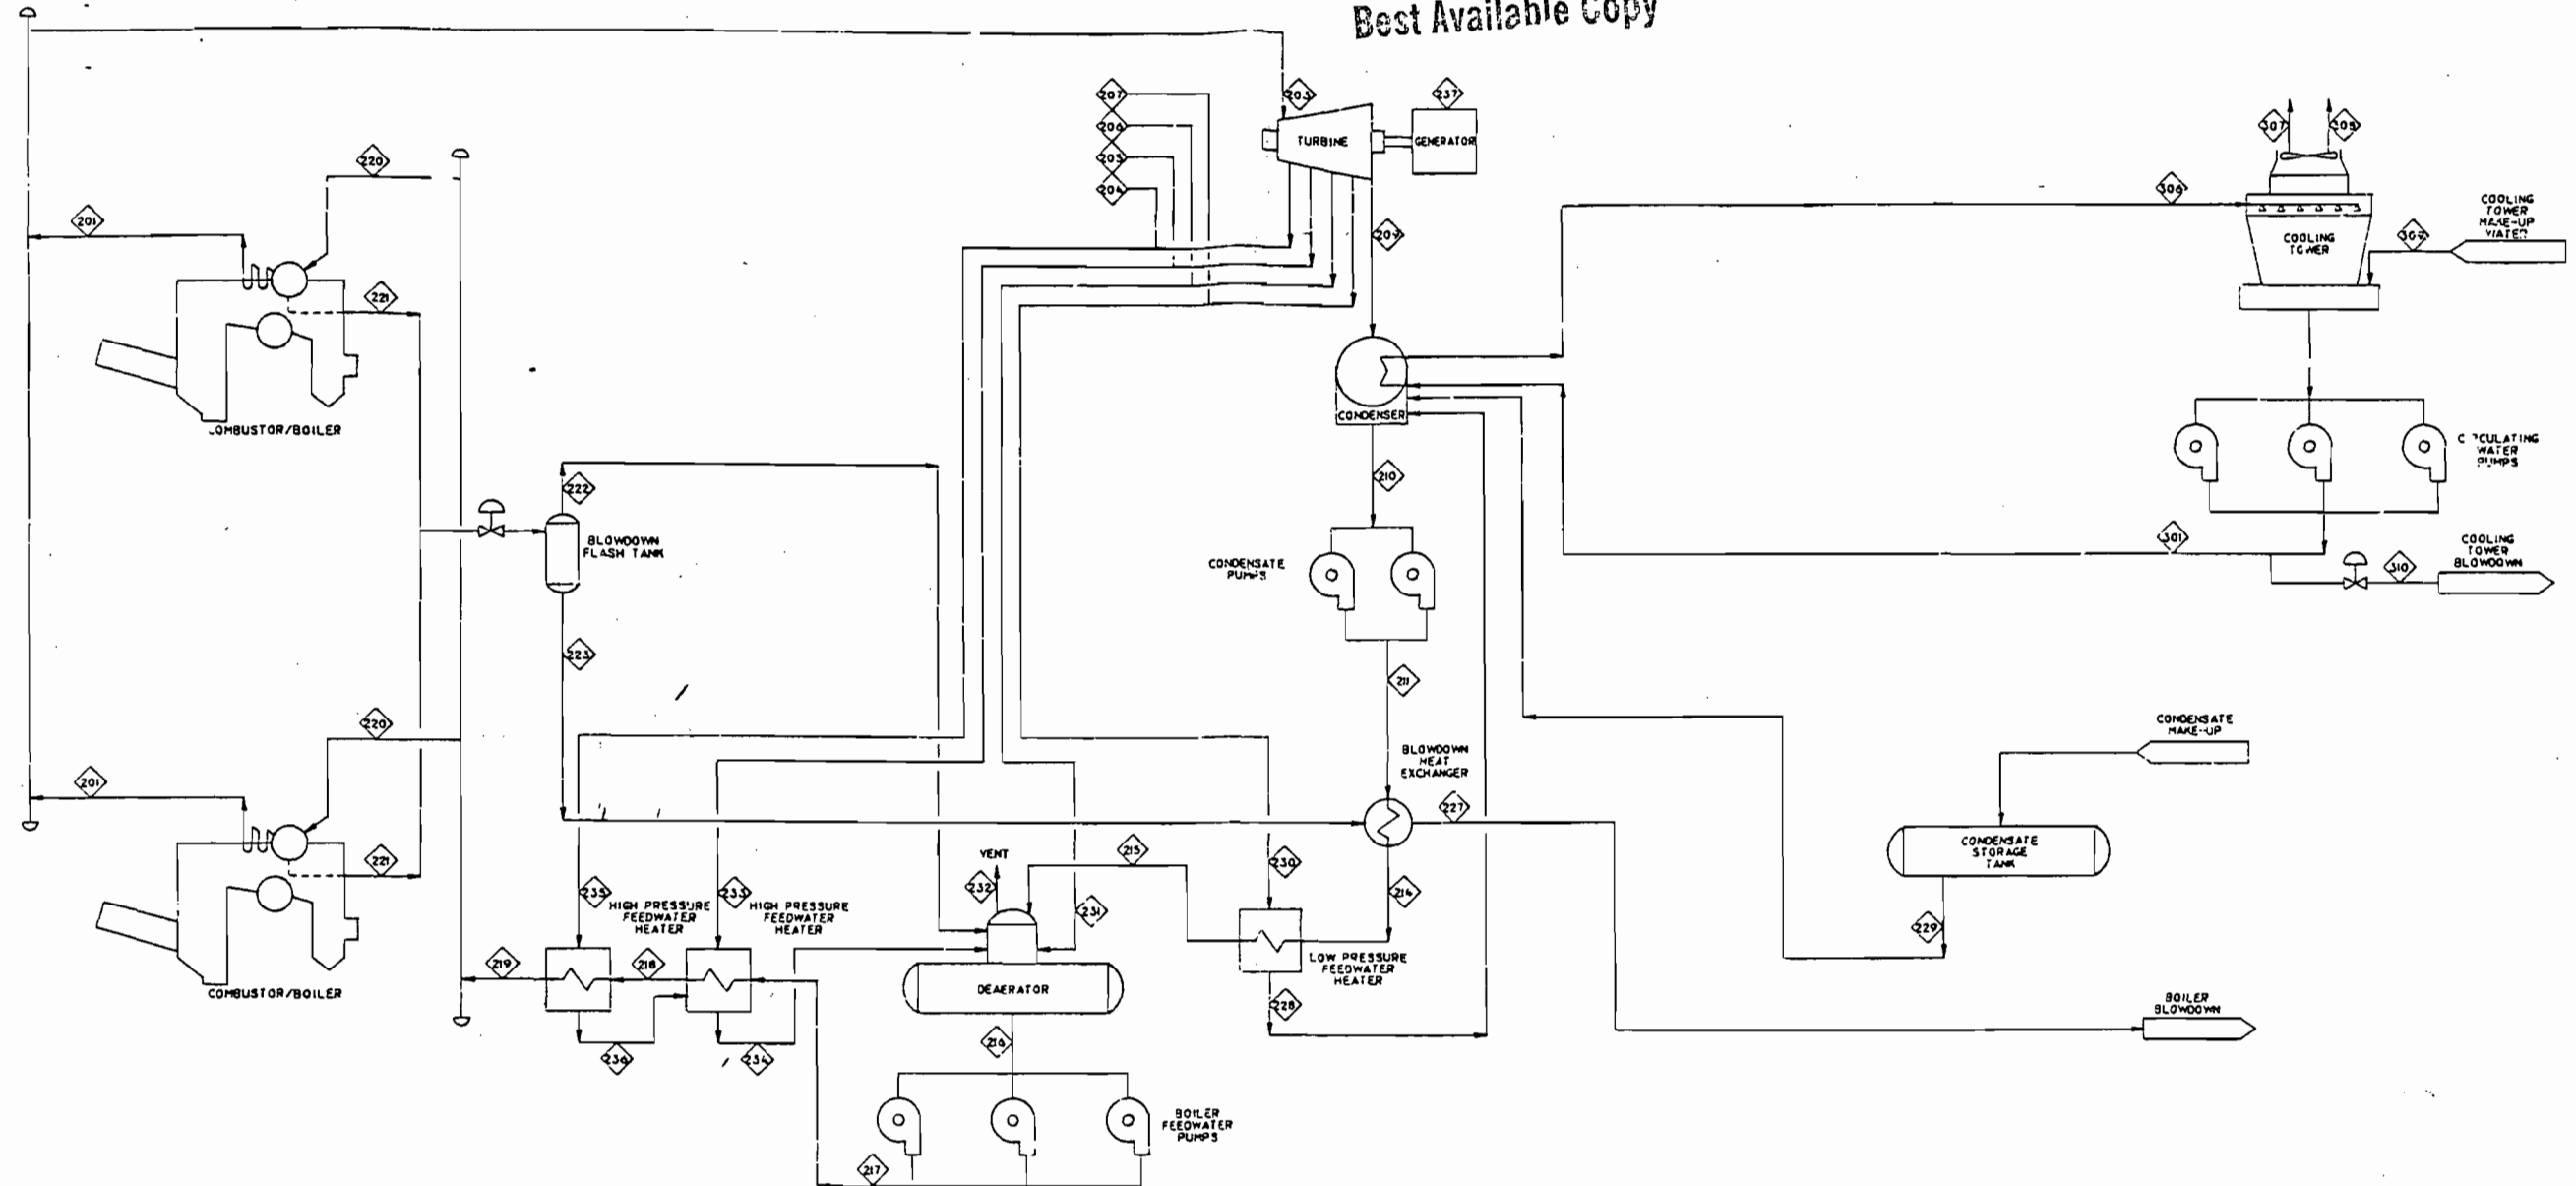 Best Available Copy
207
206
205
204
203
237
TURBINE
GENERATOR
307
308
306
COOLING
TOWER
MAKE-UP
WATER
309
COOLING
TOWER
220
201
209
221
COMBUSTOR/BOILER
CONDENSER
222
210
BLOWDOWN
FLASH TANK
CONDENSATE
PUMPS
WATER
PUMPS
301
COOLING
TOWER
BLOWDOWN
310
223
211
220
201
221
COMBUSTOR/BOILER
BLOWDOWN
HEAT
EXCHANGER
227
CONDENSATE
MAKE-UP
CONDENSATE
STORAGE
TANK
229
VENT
232
215
230
214
231
235
HIGH PRESSURE
FEEDWATER
HEATER
233
HIGH PRESSURE
FEEDWATER
HEATER
219
218
DEAERATOR
LOW PRESSURE
FEEDWATER
HEATER
228
236
234
216
BOILER
BLOWDOWN
BOILER
FEEDWATER
PUMPS
217